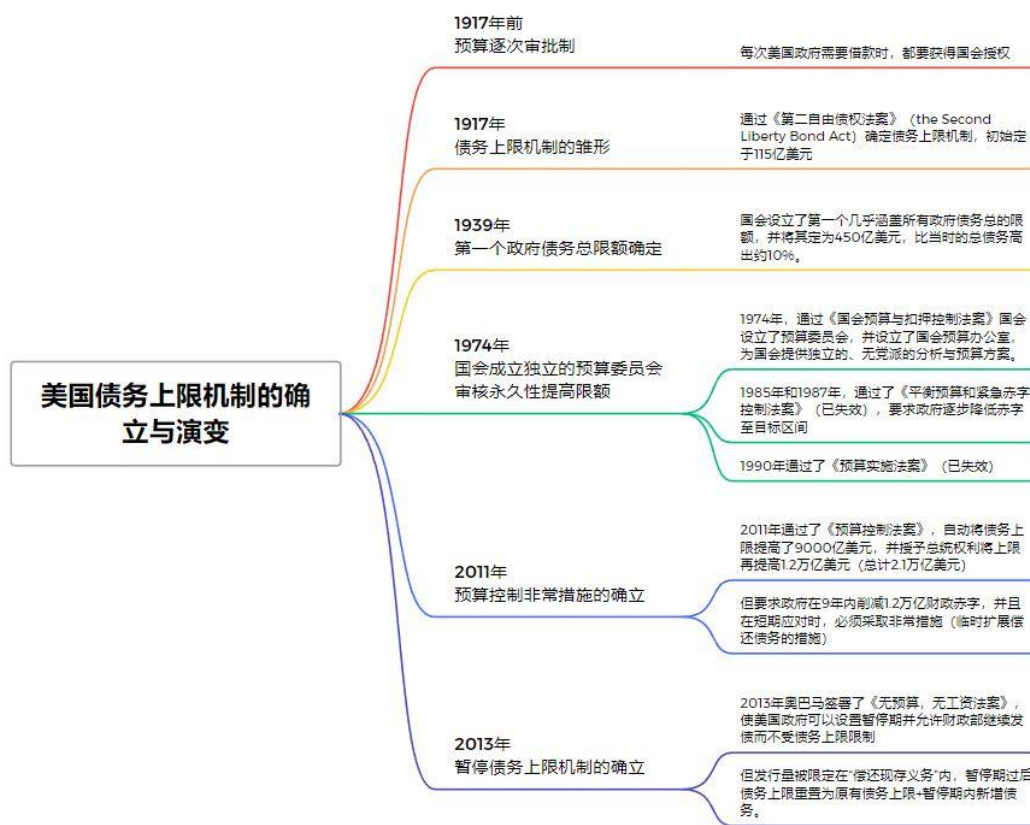 美国债务上限机制的确
立与演变
1917年前
预算逐次审批制
每次美国政府需要借款时，都要获得国会授权
1917年
债务上限机制的雏形
通过《第二自由债权法案》（the Second
Liberty Bond Act）确定债务上限机制，初始定
于115亿美元
1939年
第一个政府债务总限额确定
国会设立了第一个几乎涵盖所有政府债务总的限
额，并将其定为450亿美元，比当时的总债务高
出约10%。
1974年
国会成立独立的预算委员会
审核永久性提高限额
1974年，通过《国会预算与扣押控制法案》国会
设立了预算委员会，并设立了国会预算办公室，
为国会提供独立的、无党派的分析与预算方案。
1985年和1987年，通过了《平衡预算和紧急赤字
控制法案》（已失效），要求政府逐步降低赤字
至目标区间
1990年通过了《预算实施法案》（已失效）
2011年
预算控制非常措施的确立
2011年通过了《预算控制法案》，自动将债务上
限提高了9000亿美元，并授予总统权利将上限
再提高1.2万亿美元（总计2.1万亿美元）
但要求政府在9年内削减1.2万亿财政赤字，并且
在短期应对时，必须采取非常措施（临时扩展偿
还债务的措施）
2013年
暂停债务上限机制的确立
2013年奥巴马签署了《无预算，无工资法案》，
使美国政府可以设置暂停期并允许财政部继续发
债而不受债务上限限制
但发行量被限定在“偿还现存义务”内，暂停期过后
债务上限重置为原有债务上限+暂停期内新增债
务。